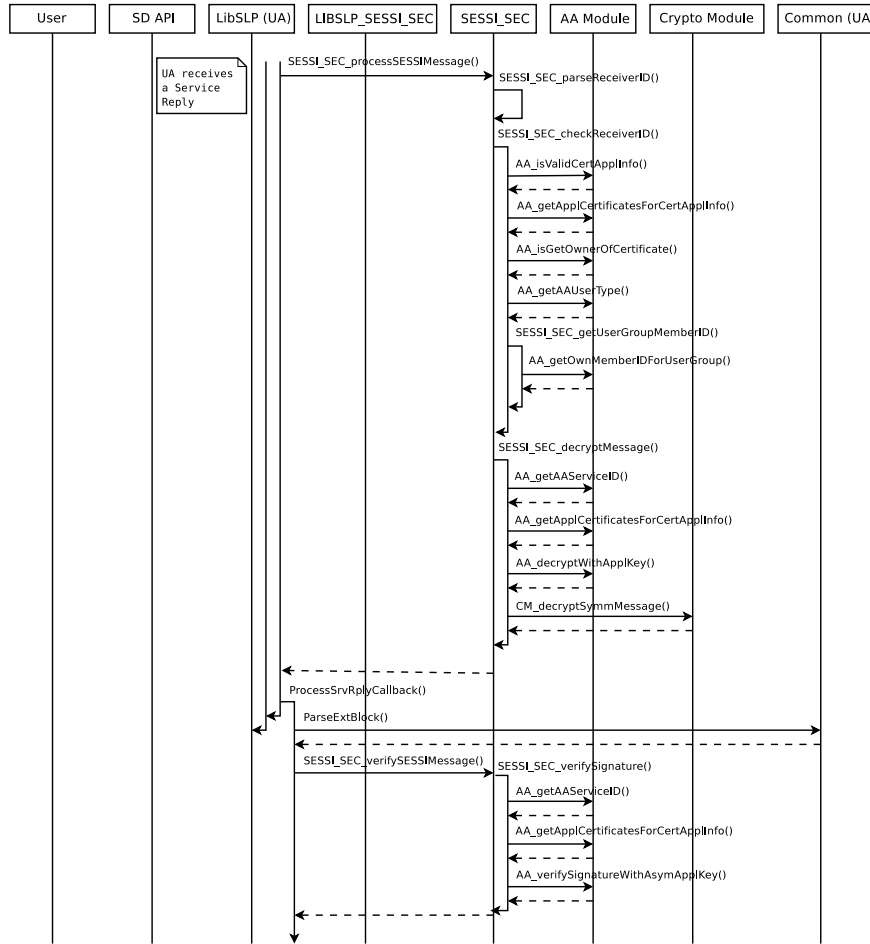 User
SD API
LibSLP (UA)
LIBSLP_SESSI_SEC
SESSI_SEC
AA Module
Crypto Module
Common (UA
UA receives
a Service
Reply
SESSI_SEC_processSESSIMessage()
SESSI_SEC_parseReceiverID()
SESSI_SEC_checkReceiverID()
AA_isValidCertApplInfo()
AA_getApplCertificatesForCertApplInfo()
AA_isGetOwnerOfCertificate()
AA_getAAUserType()
SESSI_SEC_getUserGroupMemberID()
AA_getOwnMemberIDForUserGroup()
SESSI_SEC_decryptMessage()
AA_getAAServiceID()
AA_getApplCertificatesForCertApplInfo()
AA_decryptWithApplKey()
CM_decryptSymmMessage()
ProcessSrvRplyCallback()
ParseExtBlock()
SESSI_SEC_verifySESSIMessage()
SESSI_SEC_verifySignature()
AA_getAAServiceID()
AA_getApplCertificatesForCertApplInfo()
AA_verifySignatureWithAsymApplKey()